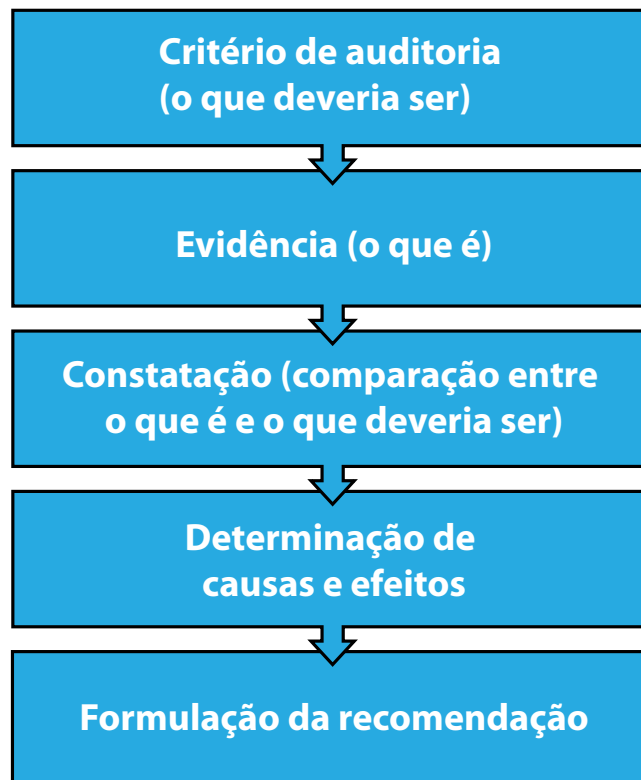 Critério de auditoria
(o que deveria ser)
Evidência (o que é)
Constatação (comparação entre
o que é e o que deveria ser)
Determinação de
causas e efeitos
Formulação da recomendação